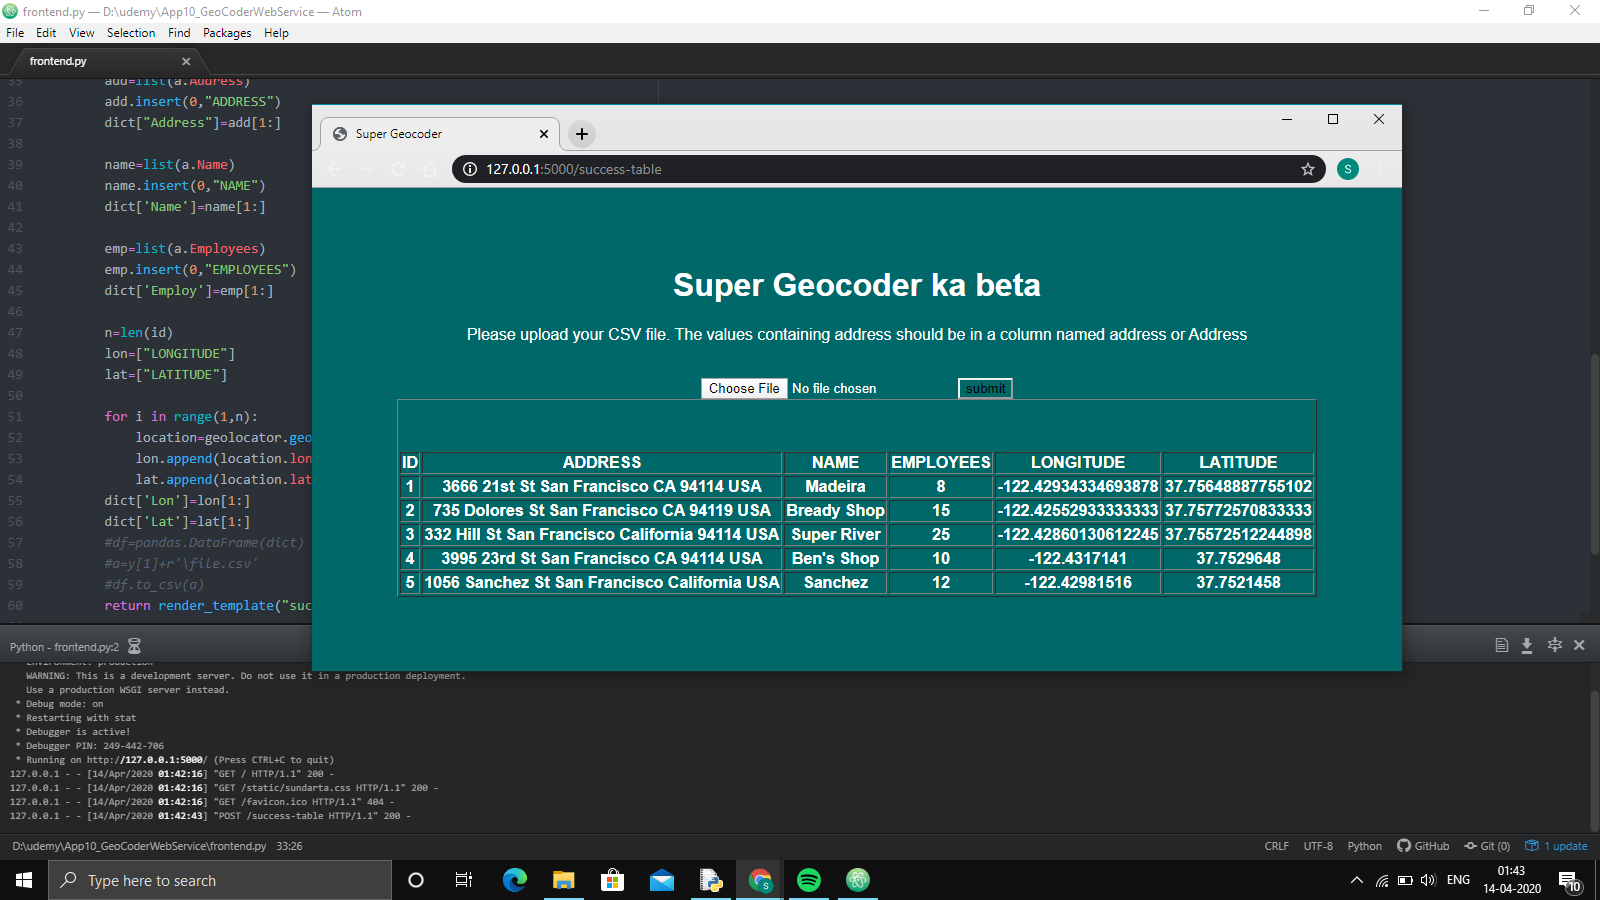 frontend.py — D:\udemy\App10_GeoCoderWebService — Atom
File Edit View Selection Find Packages Help
frontend.py
35 add=list(a.Address)
36 add.insert(0,"ADDRESS")
37 dict["Address"]=add[1:]
38
39 name=list(a.Name)
40 name.insert(0,"NAME")
41 dict['Name']=name[1:]
42
43 emp=list(a.Employees)
44 emp.insert(0,"EMPLOYEES")
45 dict['Employ']=emp[1:]
46
47 n=len(id)
48 lon=["LONGITUDE"]
49 lat=["LATITUDE"]
50
51 for i in range(1,n):
52 location=geolocator.geo
53 lon.append(location.lon
54 lat.append(location.lat
55 dict['Lon']=lon[1:]
56 dict['Lat']=lat[1:]
57 #df=pandas.DataFrame(dict)
58 #a=y[1]+r'\file.csv'
59 #df.to_csv(a)
60 return render_template("suc
Super Geocoder
127.0.0.1:5000/success-table
S
Super Geocoder ka beta
Please upload your CSV file. The values containing address should be in a column named address or Address
Choose File No file chosen submit
ID ADDRESS NAME EMPLOYEES LONGITUDE LATITUDE
1 3666 21st St San Francisco CA 94114 USA Madeira 8 -122.42934334693878 37.75648887755102
2 735 Dolores St San Francisco CA 94119 USA Bready Shop 15 -122.42552933333333 37.75772570833333
3 332 Hill St San Francisco California 94114 USA Super River 25 -122.42860130612245 37.75572512244898
4 3995 23rd St San Francisco CA 94114 USA Ben's Shop 10 -122.4317141 37.7529648
5 1056 Sanchez St San Francisco California USA Sanchez 12 -122.42981516 37.7521458
Python - frontend.py:2
Environment: production
WARNING: This is a development server. Do not use it in a production deployment.
Use a production WSGI server instead.
* Debug mode: on
* Restarting with stat
* Debugger is active!
* Debugger PIN: 249-442-706
* Running on http://127.0.0.1:5000/ (Press CTRL+C to quit)
127.0.0.1 - - [14/Apr/2020 01:42:16] "GET / HTTP/1.1" 200 -
127.0.0.1 - - [14/Apr/2020 01:42:16] "GET /static/sundarta.css HTTP/1.1" 200 -
127.0.0.1 - - [14/Apr/2020 01:42:16] "GET /favicon.ico HTTP/1.1" 404 -
127.0.0.1 - - [14/Apr/2020 01:42:43] "POST /success-table HTTP/1.1" 200 -
D:\udemy\App10_GeoCoderWebService\frontend.py 33:26 CRLF UTF-8 Python GitHub Git (0) 1 update
Type here to search
S
ENG
01:43
14-04-2020
10